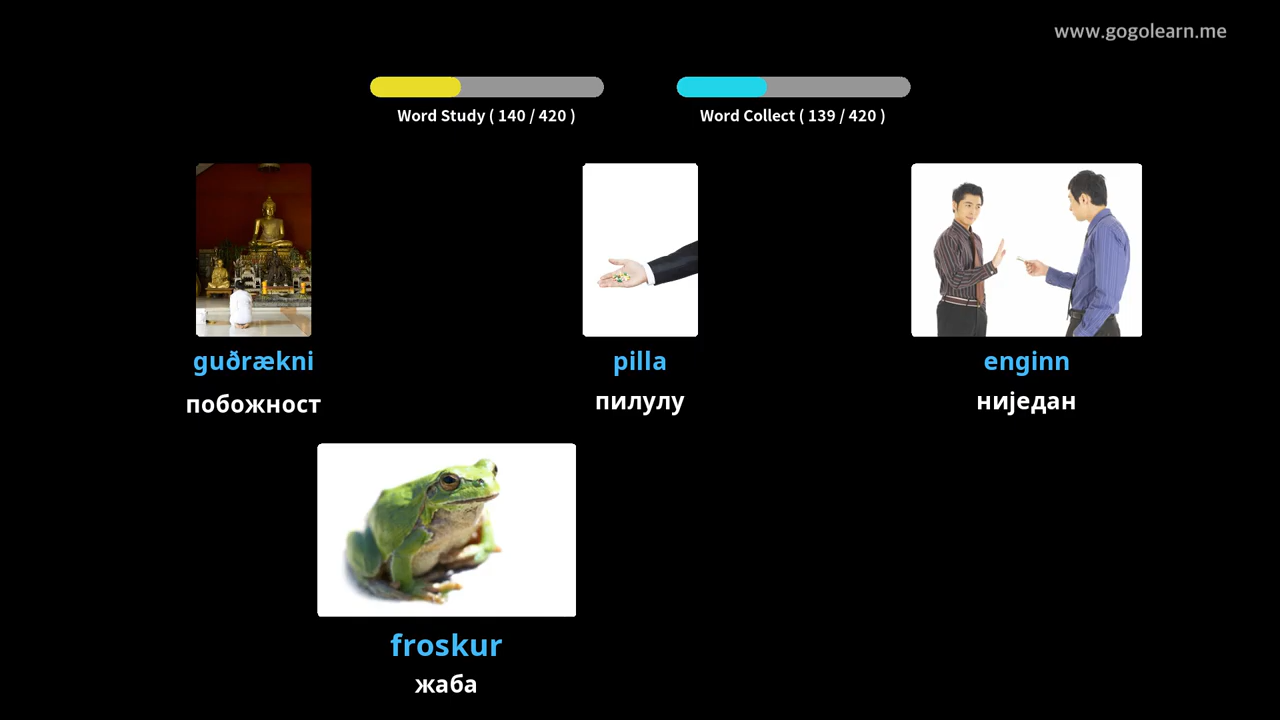 www.gogolearn.me
Word Study ( 140 / 420 )
Word Collect ( 139 / 420 )
guðrækni
pilla
enginn
побожност
пилулу
ниједан
froskur
жаба